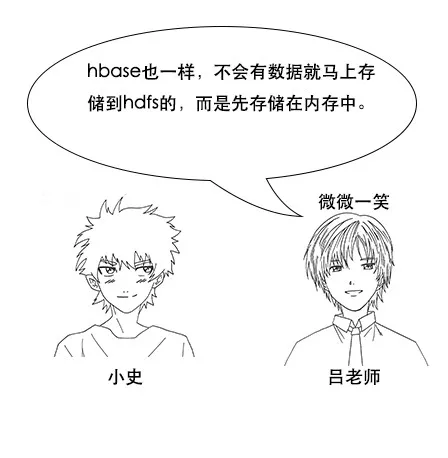 hbase也一样，不会有数据就马上存
储到hdfs的，而是先存储在内存中。
微微一笑
小史
吕老师